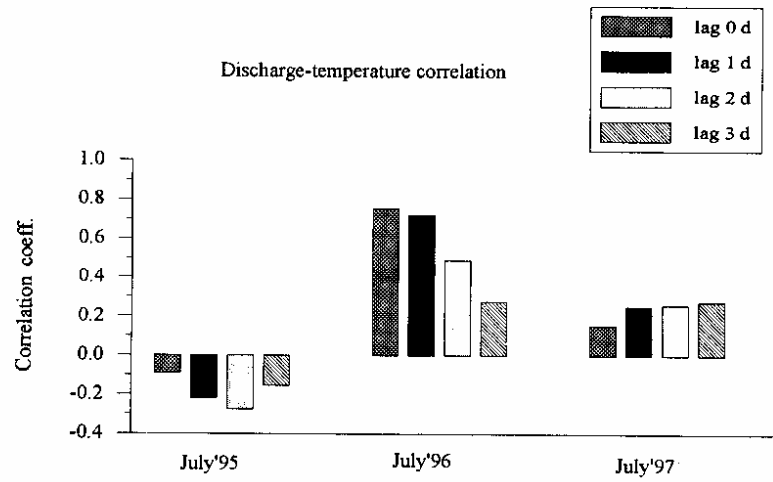 Discharge-temperature correlation
lag 0 d
lag 1 d
lag 2 d
lag 3 d
Correlation coeff.
1.0
0.8
0.6
0.4
0.2
0.0
-0.2
-0.4
July'95
July'96
July'97